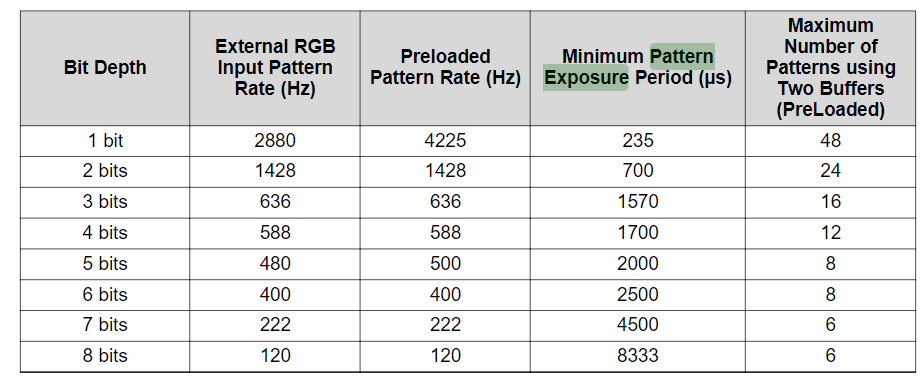 Bit Depth | External RGB Input Pattern Rate (Hz) | Preloaded Pattern Rate (Hz) | Minimum Pattern Exposure Period (µs) | Maximum Number of Patterns using Two Buffers (PreLoaded)
1 bit | 2880 | 4225 | 235 | 48
2 bits | 1428 | 1428 | 700 | 24
3 bits | 636 | 636 | 1570 | 16
4 bits | 588 | 588 | 1700 | 12
5 bits | 480 | 500 | 2000 | 8
6 bits | 400 | 400 | 2500 | 8
7 bits | 222 | 222 | 4500 | 6
8 bits | 120 | 120 | 8333 | 6